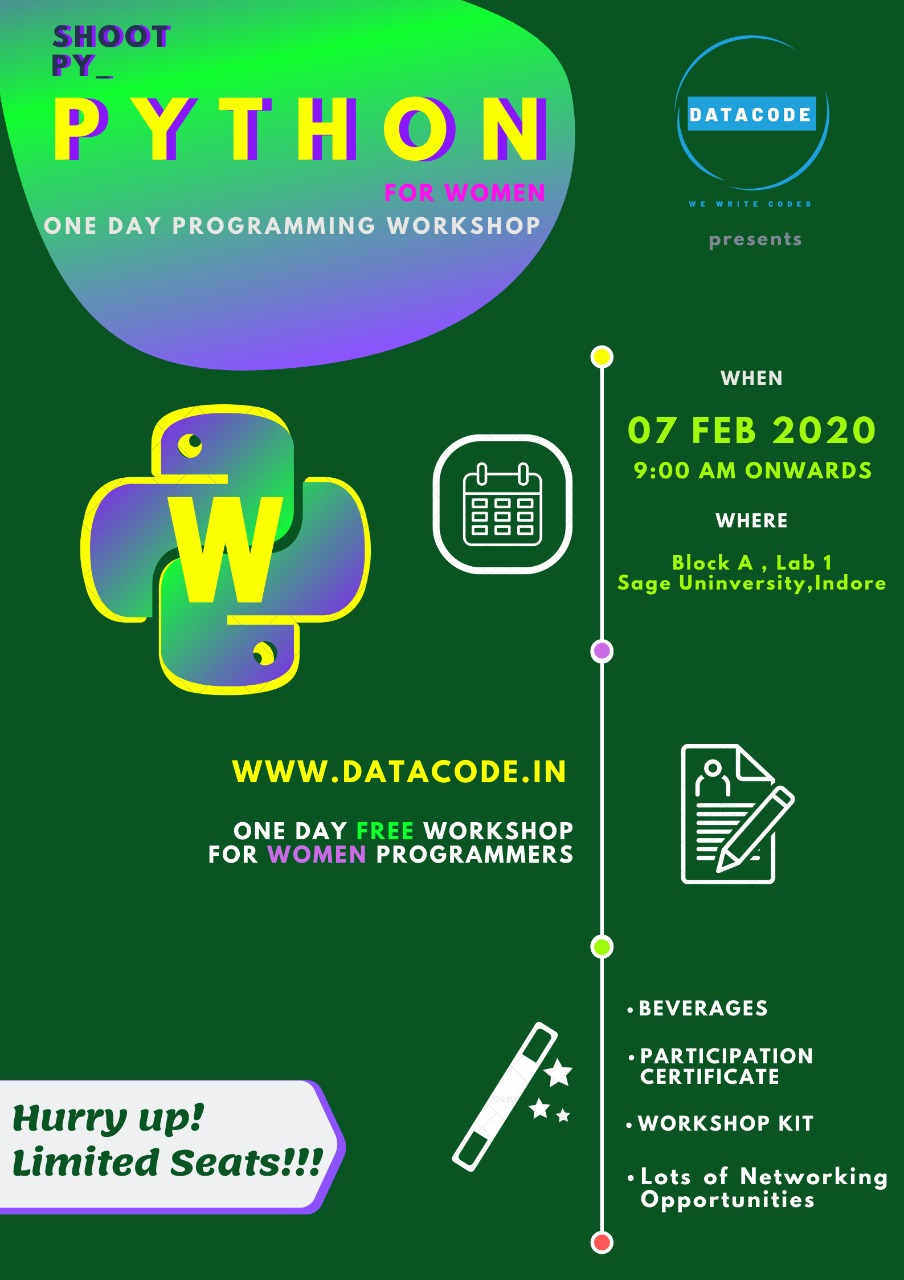 SHOOT
PY_
PYTHON
FOR WOMEN
ONE DAY PROGRAMMING WORKSHOP
DATACODE
WE WRITE CODES
presents
WHEN
07 FEB 2020
9:00 AM ONWARDS
WHERE
Block A , Lab 1
Sage Uninversity,Indore
W
WWW.DATACODE.IN
ONE DAY FREE WORKSHOP
FOR WOMEN PROGRAMMERS
• BEVERAGES
• PARTICIPATION
CERTIFICATE
• WORKSHOP KIT
• Lots of Networking
Opportunities
Hurry up!
Limited Seats!!!